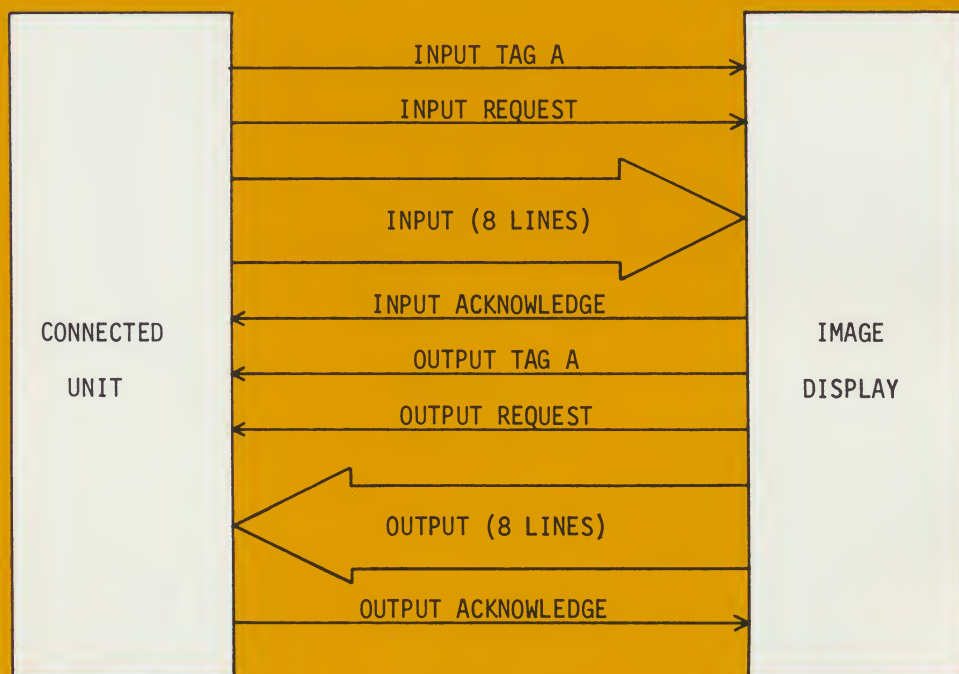 INPUT TAG A
INPUT REQUEST
INPUT (8 LINES)
INPUT ACKNOWLEDGE
CONNECTED
UNIT
OUTPUT TAG A
IMAGE
DISPLAY
OUTPUT REQUEST
OUTPUT (8 LINES)
OUTPUT ACKNOWLEDGE